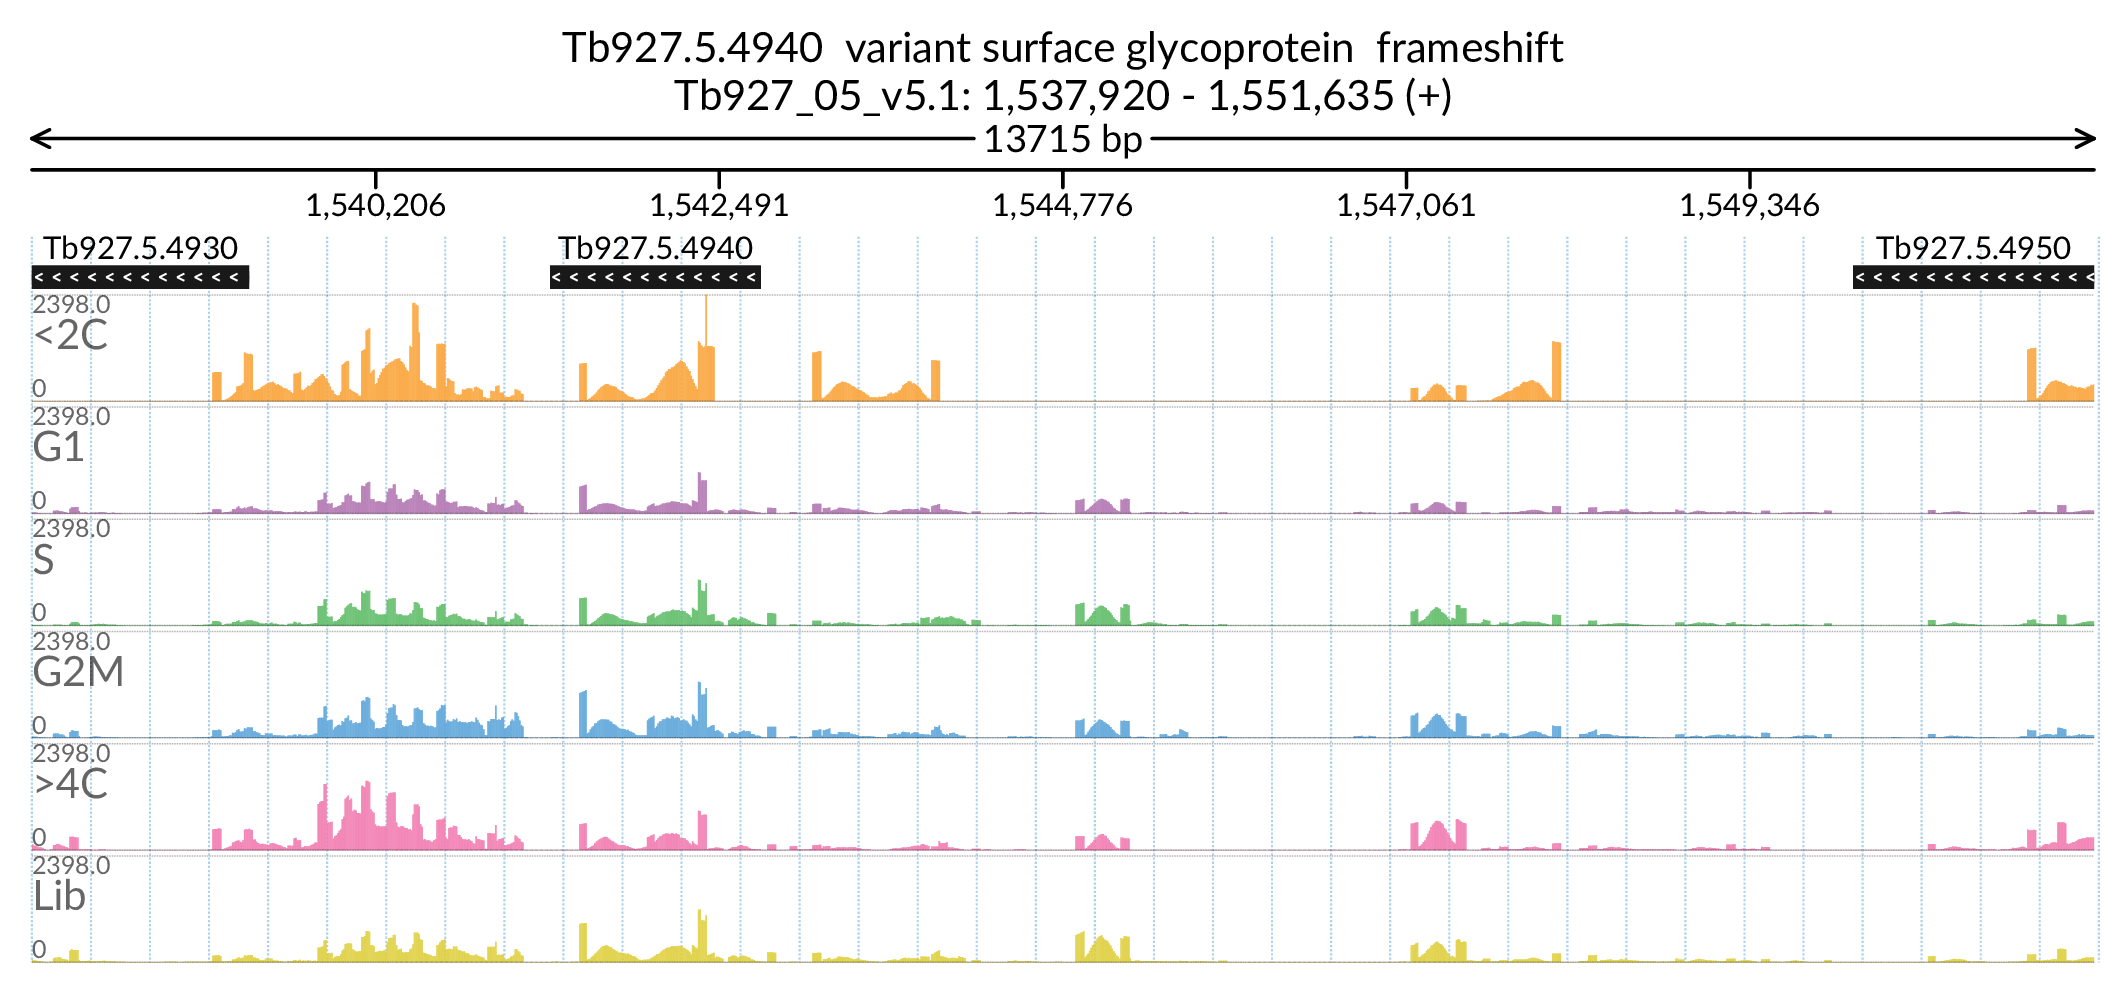 Tb927.5.4940 variant surface glycoprotein frameshift
Tb927_05_v5.1: 1,537,920 - 1,551,635 (+)
13715 bp
1,540,206 1,542,491 1,544,776 1,547,061 1,549,346
Tb927.5.4930 Tb927.5.4940 Tb927.5.4950
2398.0
<2C
0
2398.0
G1
0
2398.0
S
0
2398.0
G2M
0
2398.0
>4C
0
2398.0
Lib
0